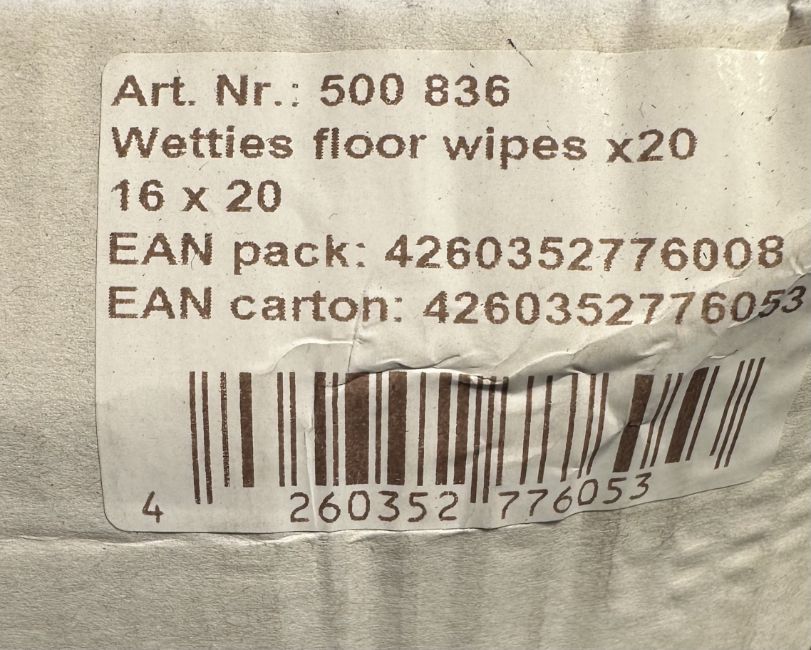 Art. Nr.: 500 836
Wetties floor wipes x20
16 x 20
EAN pack: 4260352776008
EAN carton: 4260352776053
4 260352 776053